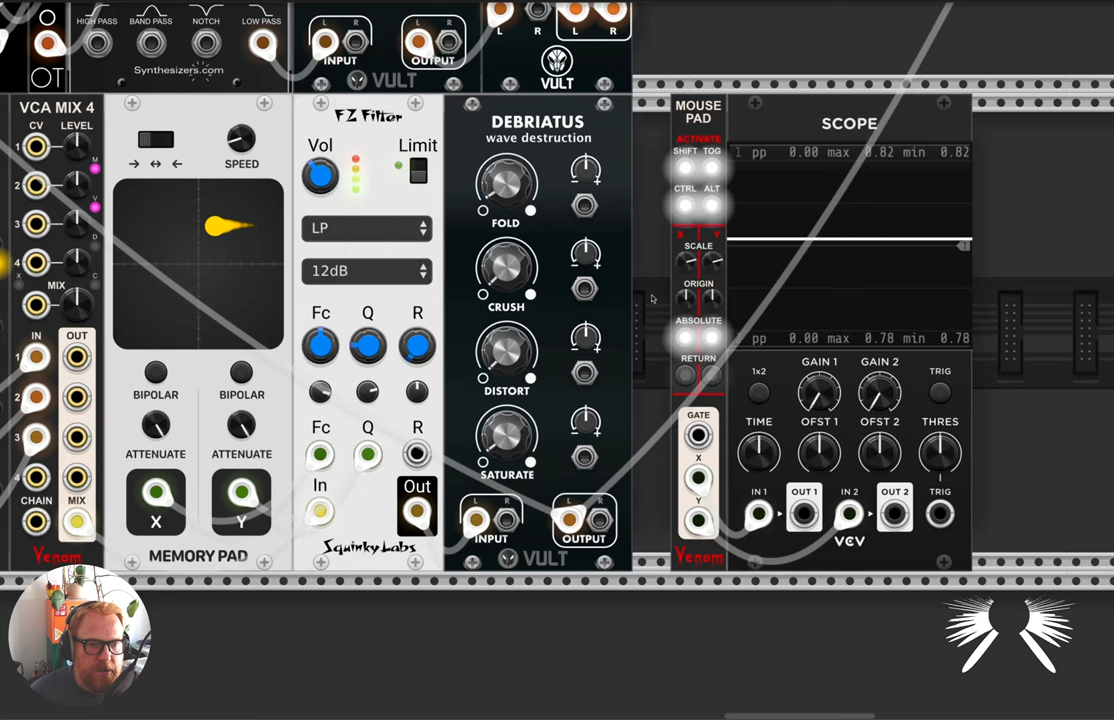 HIGH PASS BAND PASS NOTCH LOW PASS
Synthesizers.com
OT
L R
INPUT
L R
OUTPUT
VULT
L R
L R
VULT
VCA MIX 4
CV LEVEL
1
M
2
V
3
D
4
X
C
MIX
IN OUT
1
2
3
4
CHAIN MIX
Venom
→ ↔ ←
SPEED
BIPOLAR BIPOLAR
ATTENUATE ATTENUATE
X Y
MEMORY PAD
FZ Filter
Vol Limit
LP
12dB
Fc Q R
Fc Q R
In Out
Squinky Labs
DEBRIATUS
wave destruction
FOLD
- +
CRUSH
- +
DISTORT
- +
SATURATE
- +
L R L R
INPUT OUTPUT
VULT
MOUSE
PAD
ACTIVATE
SHIFT TOG
CTRL ALT
X Y
SCALE
ORIGIN
ABSOLUTE
RETURN
GATE
X
Y
Venom
SCOPE
1 pp 0.00 max 0.82 min 0.82
pp 0.00 max 0.78 min 0.78
1x2 GAIN 1 GAIN 2 TRIG
TIME OFST 1 OFST 2 THRES
IN 1 OUT 1 IN 2 OUT 2 TRIG
VCV